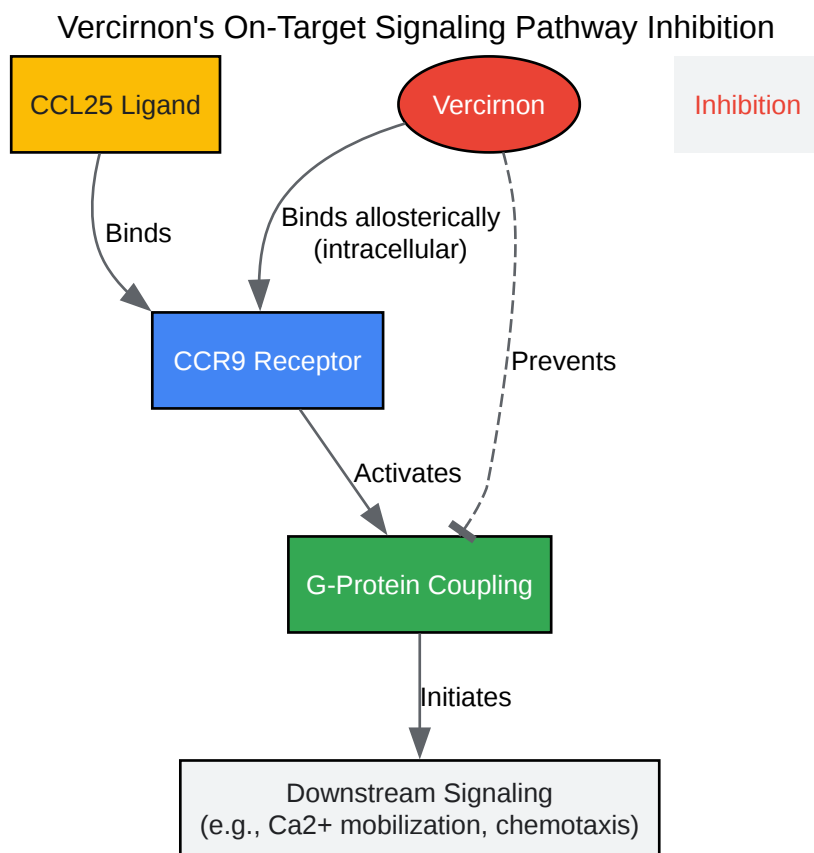 Vercirnon's On-Target Signaling Pathway Inhibition
CCL25 Ligand
Vercirnon
Inhibition
Binds
Binds allosterically
(intracellular)
CCR9 Receptor
Prevents
Activates
G-Protein Coupling
Initiates
Downstream Signaling
(e.g., Ca2+ mobilization, chemotaxis)